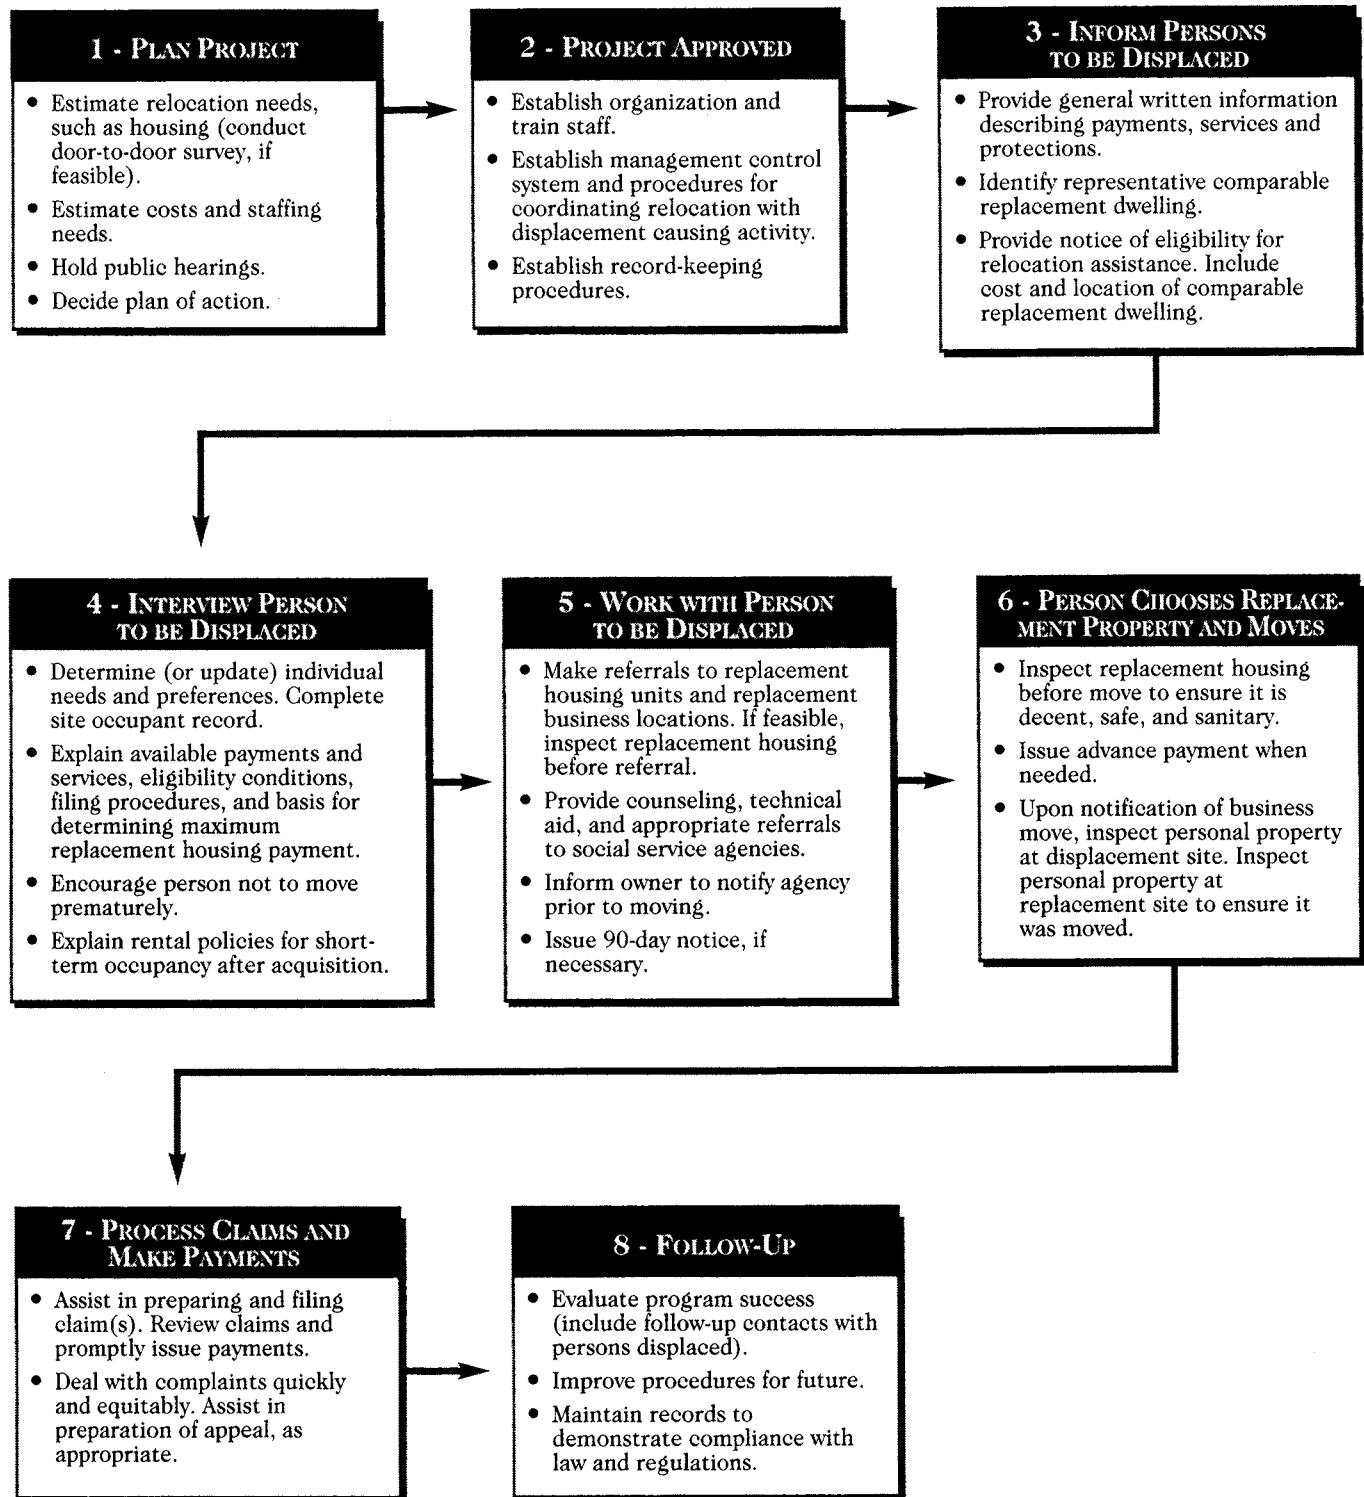 1 - PLAN PROJECT
• Estimate relocation needs,
such as housing (conduct
door-to-door survey, if
feasible).
• Estimate costs and staffing
needs.
• Hold public hearings.
• Decide plan of action.
2 - PROJECT APPROVED
• Establish organization and
train staff.
• Establish management control
system and procedures for
coordinating relocation with
displacement causing activity.
• Establish record-keeping
procedures.
3 - INFORM PERSONS
TO BE DISPLACED
• Provide general written information
describing payments, services and
protections.
• Identify representative comparable
replacement dwelling.
• Provide notice of eligibility for
relocation assistance. Include
cost and location of comparable
replacement dwelling.
4 - INTERVIEW PERSON
TO BE DISPLACED
• Determine (or update) individual
needs and preferences. Complete
site occupant record.
• Explain available payments and
services, eligibility conditions,
filing procedures, and basis for
determining maximum
replacement housing payment.
• Encourage person not to move
prematurely.
• Explain rental policies for short-
term occupancy after acquisition.
5 - WORK WITH PERSON
TO BE DISPLACED
• Make referrals to replacement
housing units and replacement
business locations. If feasible,
inspect replacement housing
before referral.
• Provide counseling, technical
aid, and appropriate referrals
to social service agencies.
• Inform owner to notify agency
prior to moving.
• Issue 90-day notice, if
necessary.
6 - PERSON CHOOSES REPLACE-
MENT PROPERTY AND MOVES
• Inspect replacement housing
before move to ensure it is
decent, safe, and sanitary.
• Issue advance payment when
needed.
• Upon notification of business
move, inspect personal property
at displacement site. Inspect
personal property at
replacement site to ensure it
was moved.
7 - PROCESS CLAIMS AND
MAKE PAYMENTS
• Assist in preparing and filing
claim(s). Review claims and
promptly issue payments.
• Deal with complaints quickly
and equitably. Assist in
preparation of appeal, as
appropriate.
8 - FOLLOW-UP
• Evaluate program success
(include follow-up contacts with
persons displaced).
• Improve procedures for future.
• Maintain records to
demonstrate compliance with
law and regulations.